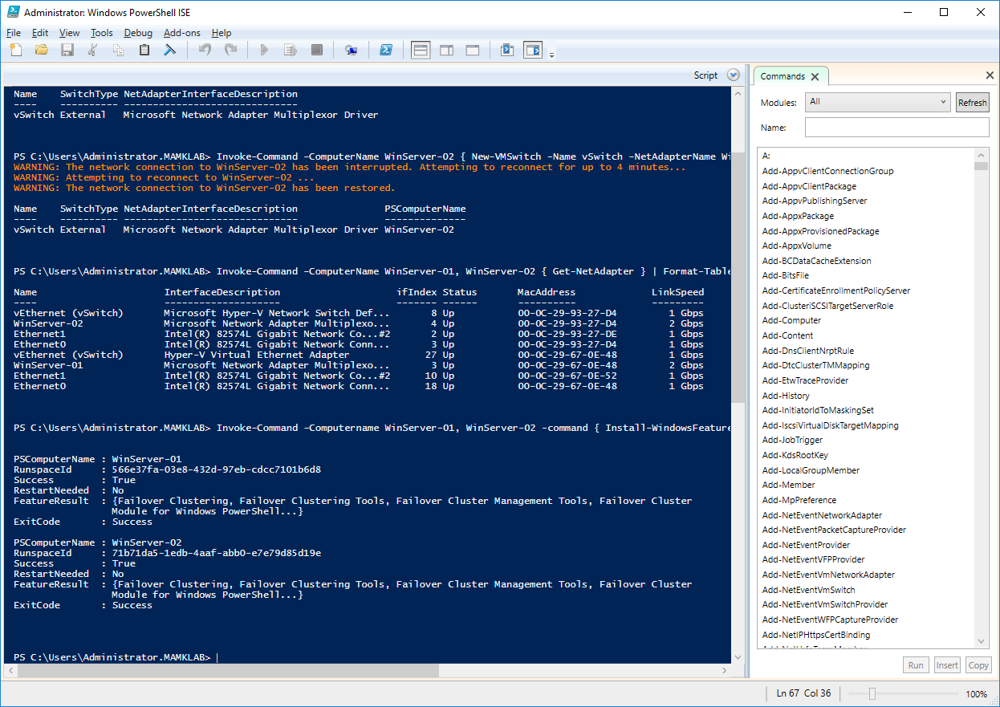 Administrator: Windows PowerShell ISE
File Edit View Tools Debug Add-ons Help
Script
Name    SwitchType NetAdapterInterfaceDescription
----    ---------- ------------------------------
vSwitch External   Microsoft Network Adapter Multiplexor Driver
PS C:\Users\Administrator.MAMKLAB> Invoke-Command -ComputerName WinServer-02 { New-VMSwitch -Name vSwitch -NetAdapterName Wi
WARNING: The network connection to WinServer-02 has been interrupted. Attempting to reconnect for up to 4 minutes...
WARNING: Attempting to reconnect to WinServer-02 ...
WARNING: The network connection to WinServer-02 has been restored.
Name    SwitchType NetAdapterInterfaceDescription               PSComputerName
----    ---------- ------------------------------               --------------
vSwitch External   Microsoft Network Adapter Multiplexor Driver WinServer-02
PS C:\Users\Administrator.MAMKLAB> Invoke-Command -ComputerName WinServer-01, WinServer-02 { Get-NetAdapter } | Format-Table
Name                      InterfaceDescription                    ifIndex Status       MacAddress             LinkSpeed
----                      --------------------                    ------- ------       ----------             ---------
vEthernet (vSwitch)       Microsoft Hyper-V Network Switch Def...       8 Up           00-0C-29-93-27-D4         1 Gbps
WinServer-02              Microsoft Network Adapter Multiplexo...       4 Up           00-0C-29-93-27-D4         2 Gbps
Ethernet1                 Intel(R) 82574L Gigabit Network Co...#2       2 Up           00-0C-29-93-27-DE         1 Gbps
Ethernet0                 Intel(R) 82574L Gigabit Network Conn...       3 Up           00-0C-29-93-27-D4         1 Gbps
vEthernet (vSwitch)       Hyper-V Virtual Ethernet Adapter             27 Up           00-0C-29-67-0E-48         1 Gbps
WinServer-01              Microsoft Network Adapter Multiplexo...       3 Up           00-0C-29-67-0E-48         2 Gbps
Ethernet1                 Intel(R) 82574L Gigabit Network Co...#2      10 Up           00-0C-29-67-0E-52         1 Gbps
Ethernet0                 Intel(R) 82574L Gigabit Network Conn...      18 Up           00-0C-29-67-0E-48         1 Gbps
PS C:\Users\Administrator.MAMKLAB> Invoke-Command -Computername WinServer-01, WinServer-02 -command { Install-WindowsFeature
PSComputerName : WinServer-01
RunspaceId     : 566e37fa-03e8-432d-97eb-cdcc7101b6d8
Success        : True
RestartNeeded  : No
FeatureResult  : {Failover Clustering, Failover Clustering Tools, Failover Cluster Management Tools, Failover Cluster
                 Module for Windows PowerShell...}
ExitCode       : Success
PSComputerName : WinServer-02
RunspaceId     : 71b71da5-1edb-4aaf-abb0-e7e79d85d19e
Success        : True
RestartNeeded  : No
FeatureResult  : {Failover Clustering, Failover Clustering Tools, Failover Cluster Management Tools, Failover Cluster
                 Module for Windows PowerShell...}
ExitCode       : Success
PS C:\Users\Administrator.MAMKLAB>
Commands
Modules: All Refresh
Name:
A:
Add-AppvClientConnectionGroup
Add-AppvClientPackage
Add-AppvPublishingServer
Add-AppxPackage
Add-AppxProvisionedPackage
Add-AppxVolume
Add-BCDataCacheExtension
Add-BitsFile
Add-CertificateEnrollmentPolicyServer
Add-ClusteriSCSITargetServerRole
Add-Computer
Add-Content
Add-DnsClientNrptRule
Add-DtcClusterTMMapping
Add-EtwTraceProvider
Add-History
Add-InitiatorIdToMaskingSet
Add-IscsiVirtualDiskTargetMapping
Add-JobTrigger
Add-KdsRootKey
Add-LocalGroupMember
Add-Member
Add-MpPreference
Add-NetEventNetworkAdapter
Add-NetEventPacketCaptureProvider
Add-NetEventProvider
Add-NetEventVFPProvider
Add-NetEventVmNetworkAdapter
Add-NetEventVmSwitch
Add-NetEventVmSwitchProvider
Add-NetEventWFPCaptureProvider
Add-NetIPHttpsCertBinding
Run Insert Copy
Ln 67 Col 36 100%